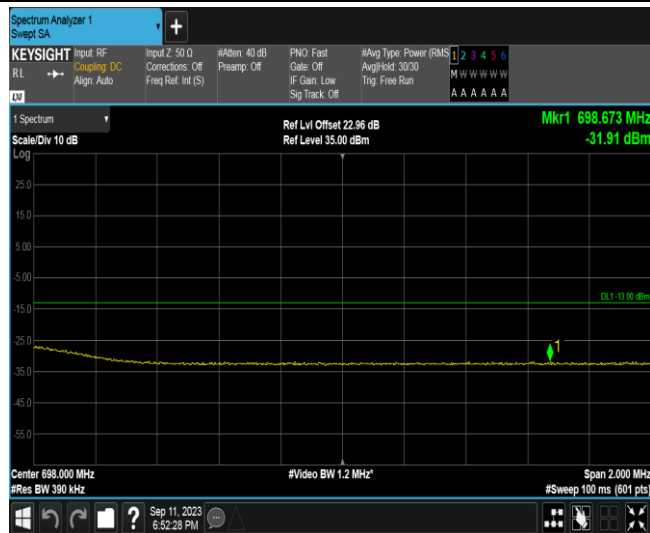 Spectrum Analyzer 1
Swept SA
KEYSIGHT
RL
LXI
Input: RF
Coupling: DC
Align: Auto
Input Z: 50 Ω
Corrections: Off
Freq Ref: Int (S)
#Atten: 40 dB
Preamp: Off
PNO: Fast
Gate: Off
IF Gain: Low
Sig Track: Off
#Avg Type: Power (RMS
Avg|Hold: 30/30
Trig: Free Run
1 2 3 4 5 6
M W W W W W
A A A A A A
1 Spectrum
Scale/Div 10 dB
Log
Ref Lvl Offset 22.96 dB
Ref Level 35.00 dBm
Mkr1 698.673 MHz
-31.91 dBm
25.0
15.0
5.00
-5.00
DL1 -13.00 dBm
-15.0
-25.0
1
-35.0
-45.0
-55.0
Center 698.000 MHz
#Video BW 1.2 MHz*
Span 2.000 MHz
#Res BW 390 kHz
#Sweep 100 ms (601 pts)
?
Sep 11, 2023
6:52:28 PM